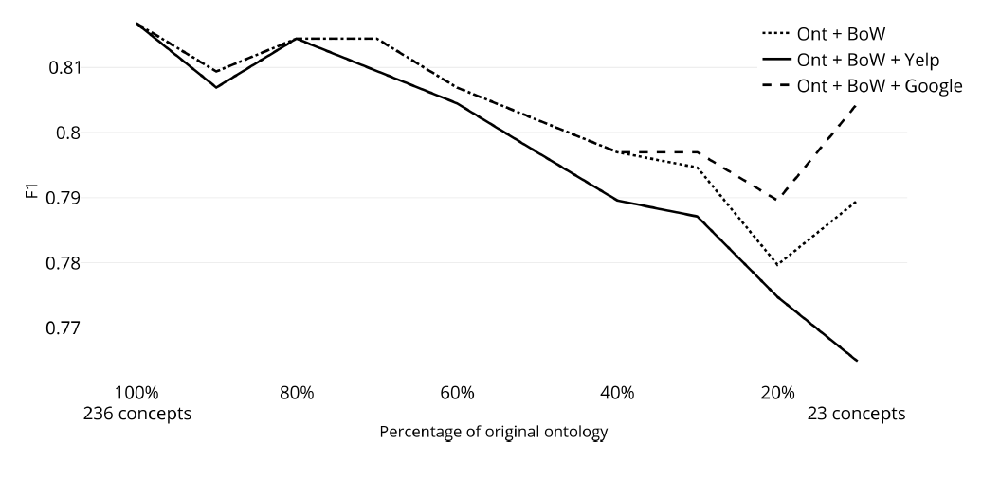 Ont + BoW
Ont + BoW + Yelp
Ont + BoW + Google
0.81
0.8
0.79
0.78
0.77
F1
100% 80% 60% 40% 20%
236 concepts 23 concepts
Percentage of original ontology